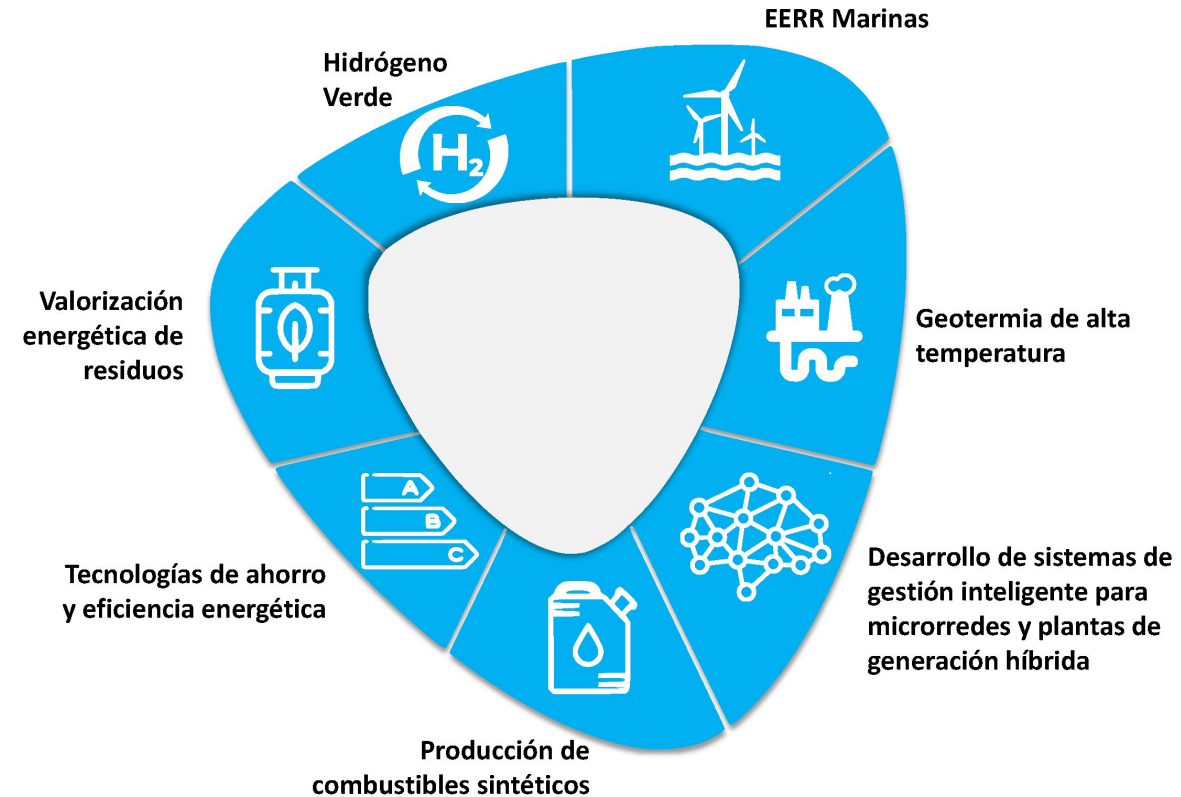 EERR Marinas
Hidrógeno
Verde
H2
Valorización
energética de
residuos
Geotermia de alta
temperatura
A
B
C
Tecnologías de ahorro
y eficiencia energética
Desarrollo de sistemas de
gestión inteligente para
microrredes y plantas de
generación híbrida
Producción de
combustibles sintéticos